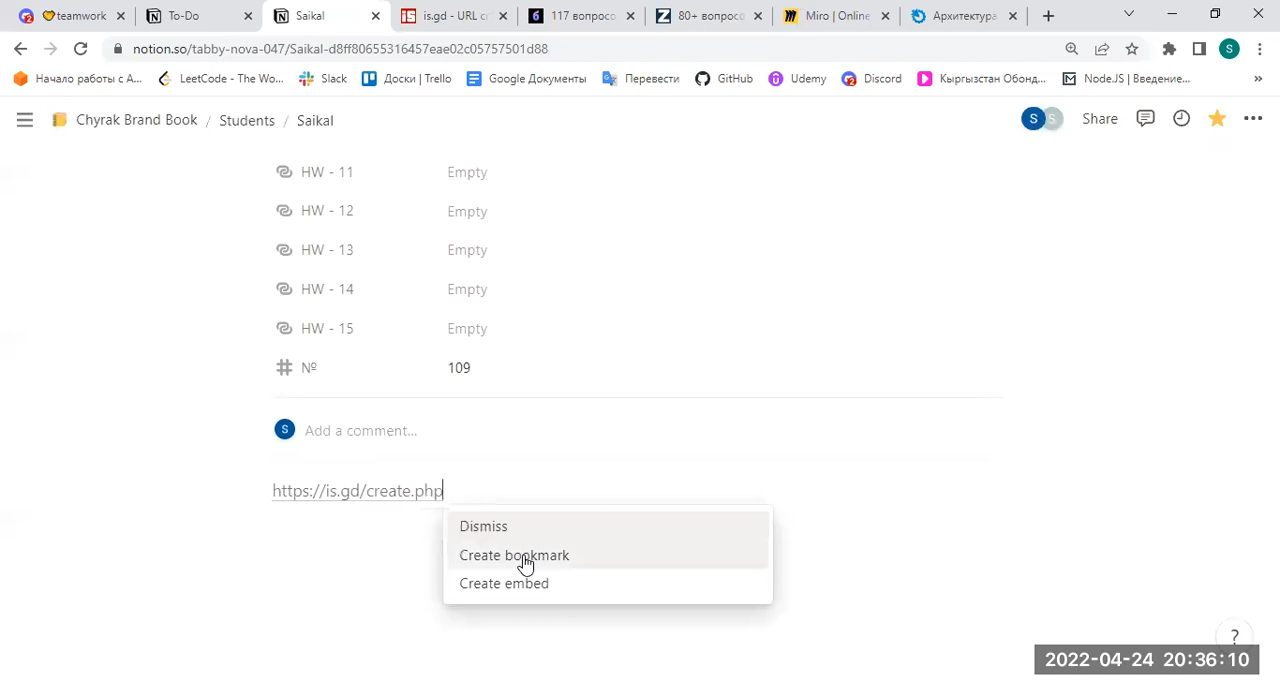 teamwork
To-Do
Saikal
is.gd - URL
117 вопросо
80+ вопросо
Miro | Online
Архитектура
notion.so/tabby-nova-047/Saikal-d8ff80655316457eae02c05757501d88
S
Начало работы с A...
LeetCode - The Wo...
Slack
Доски | Trello
Google Документы
Перевести
GitHub
Udemy
Discord
Кыргызстан Обонд...
Node.JS | Введение...
»
Chyrak Brand Book / Students / Saikal
S
S
Share
HW - 11
Empty
HW - 12
Empty
HW - 13
Empty
HW - 14
Empty
HW - 15
Empty
№
109
S
Add a comment...
https://is.gd/create.php
Dismiss
Create bookmark
Create embed
?
2022-04-24 20:36:10